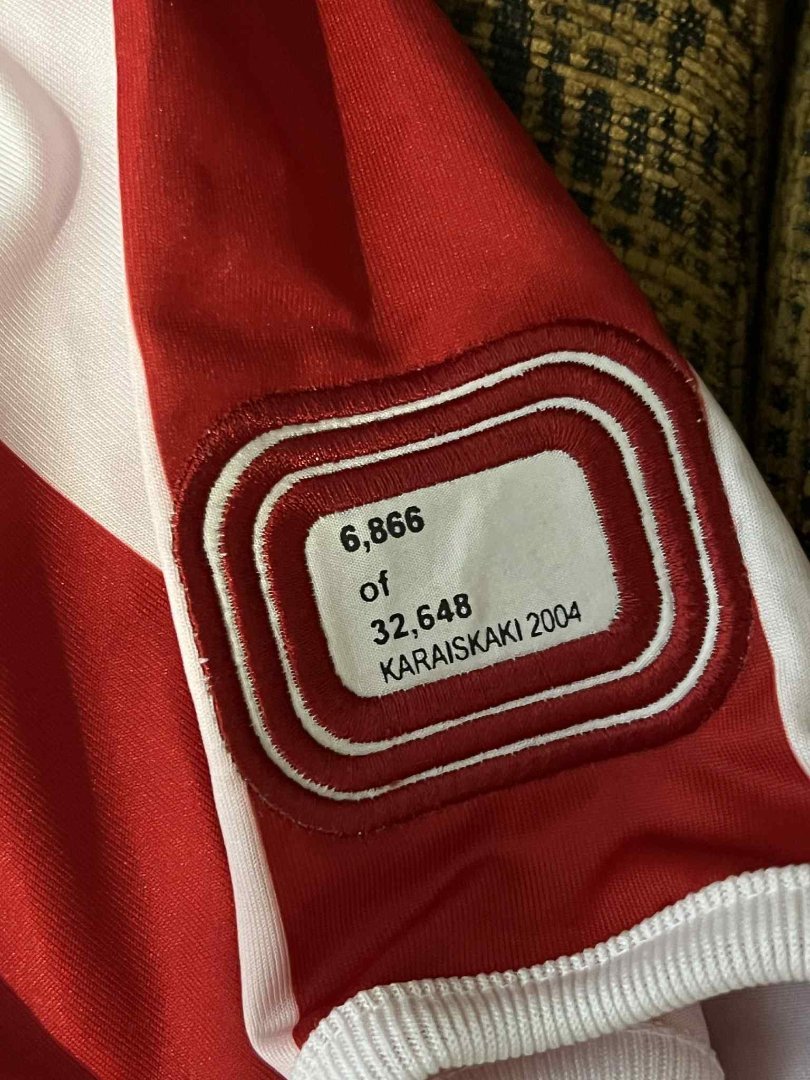 6,866
of
32,648
KARAISKAKI 2004